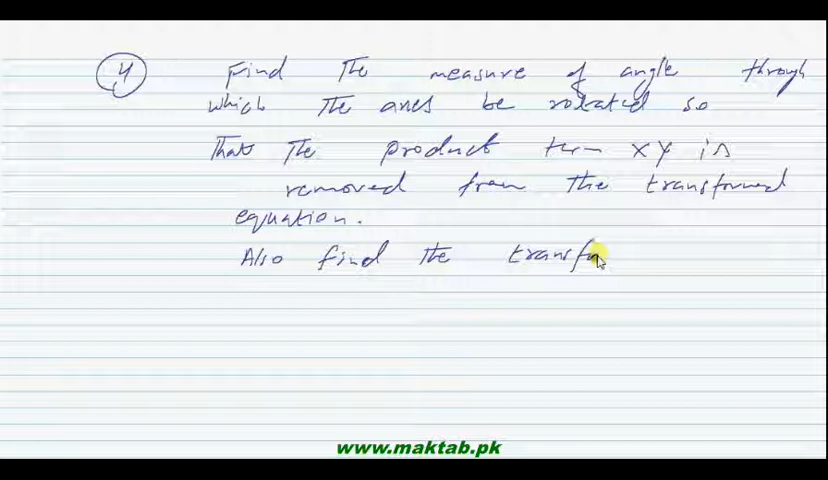 4 Find the measure of angle through
which the axes be rotated so
that the product term XY is
removed from the transformed
equation.
Also find the transfo
www.maktab.pk